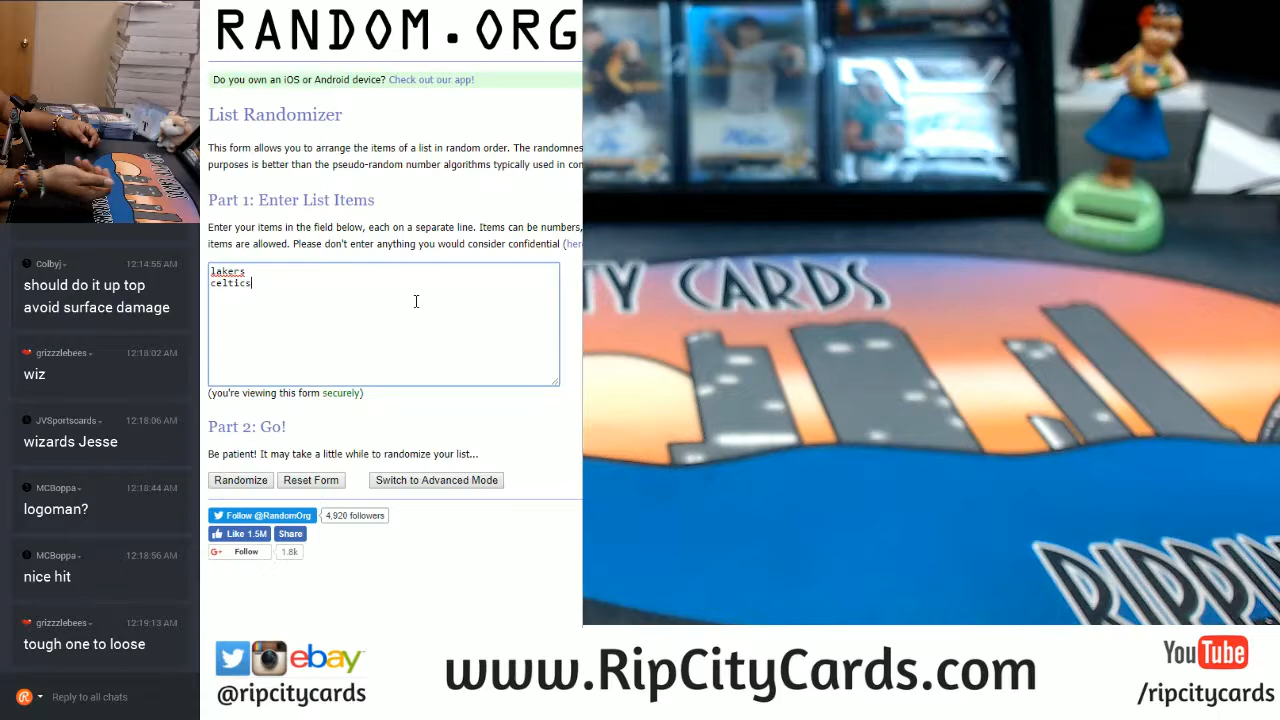 Colbyj 12:14:55 AM
should do it up top
avoid surface damage
grizzzlebees 12:18:02 AM
wiz
JVSportscards 12:18:06 AM
wizards Jesse
MCBoppa 12:18:44 AM
logoman?
MCBoppa 12:18:56 AM
nice hit
grizzzlebees 12:19:13 AM
tough one to loose
Reply to all chats
RANDOM.ORG
Do you own an iOS or Android device? Check out our app!
List Randomizer
This form allows you to arrange the items of a list in random order. The randomnes
purposes is better than the pseudo-random number algorithms typically used in con
Part 1: Enter List Items
Enter your items in the field below, each on a separate line. Items can be numbers,
items are allowed. Please don't enter anything you would consider confidential (her
lakers
celtics
(you're viewing this form securely)
Part 2: Go!
Be patient! It may take a little while to randomize your list...
Randomize Reset Form Switch to Advanced Mode
Follow @RandomOrg 4,920 followers
Like 1.5M Share
G+ Follow 1.8k
TY CARDS
RIPPIN
ebay
@ripcitycards
www.RipCityCards.com
YouTube
/ripcitycards